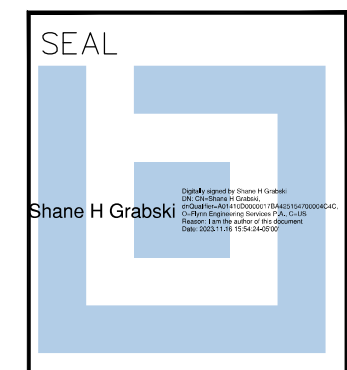 SEAL
Shane H Grabski
Digitally signed by Shane H Grabski
DN: CN=Shane H Grabski,
dnQualifier=A01410D0000017BA425154700004C4C,
O=Flynn Engineering Services P.A., C=US
Reason: I am the author of this document
Date: 2023.11.16 15:54:24-05'00'